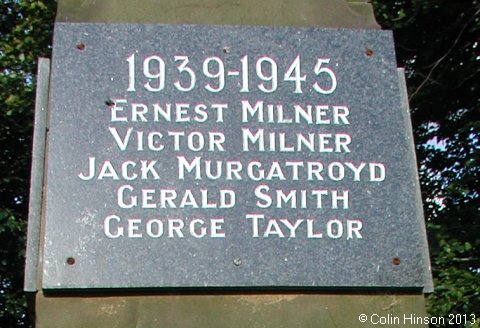 1939-1945
ERNEST MILNER
VICTOR MILNER
JACK MURGATROYD
GERALD SMITH
GEORGE TAYLOR
©Colin Hinson 2013